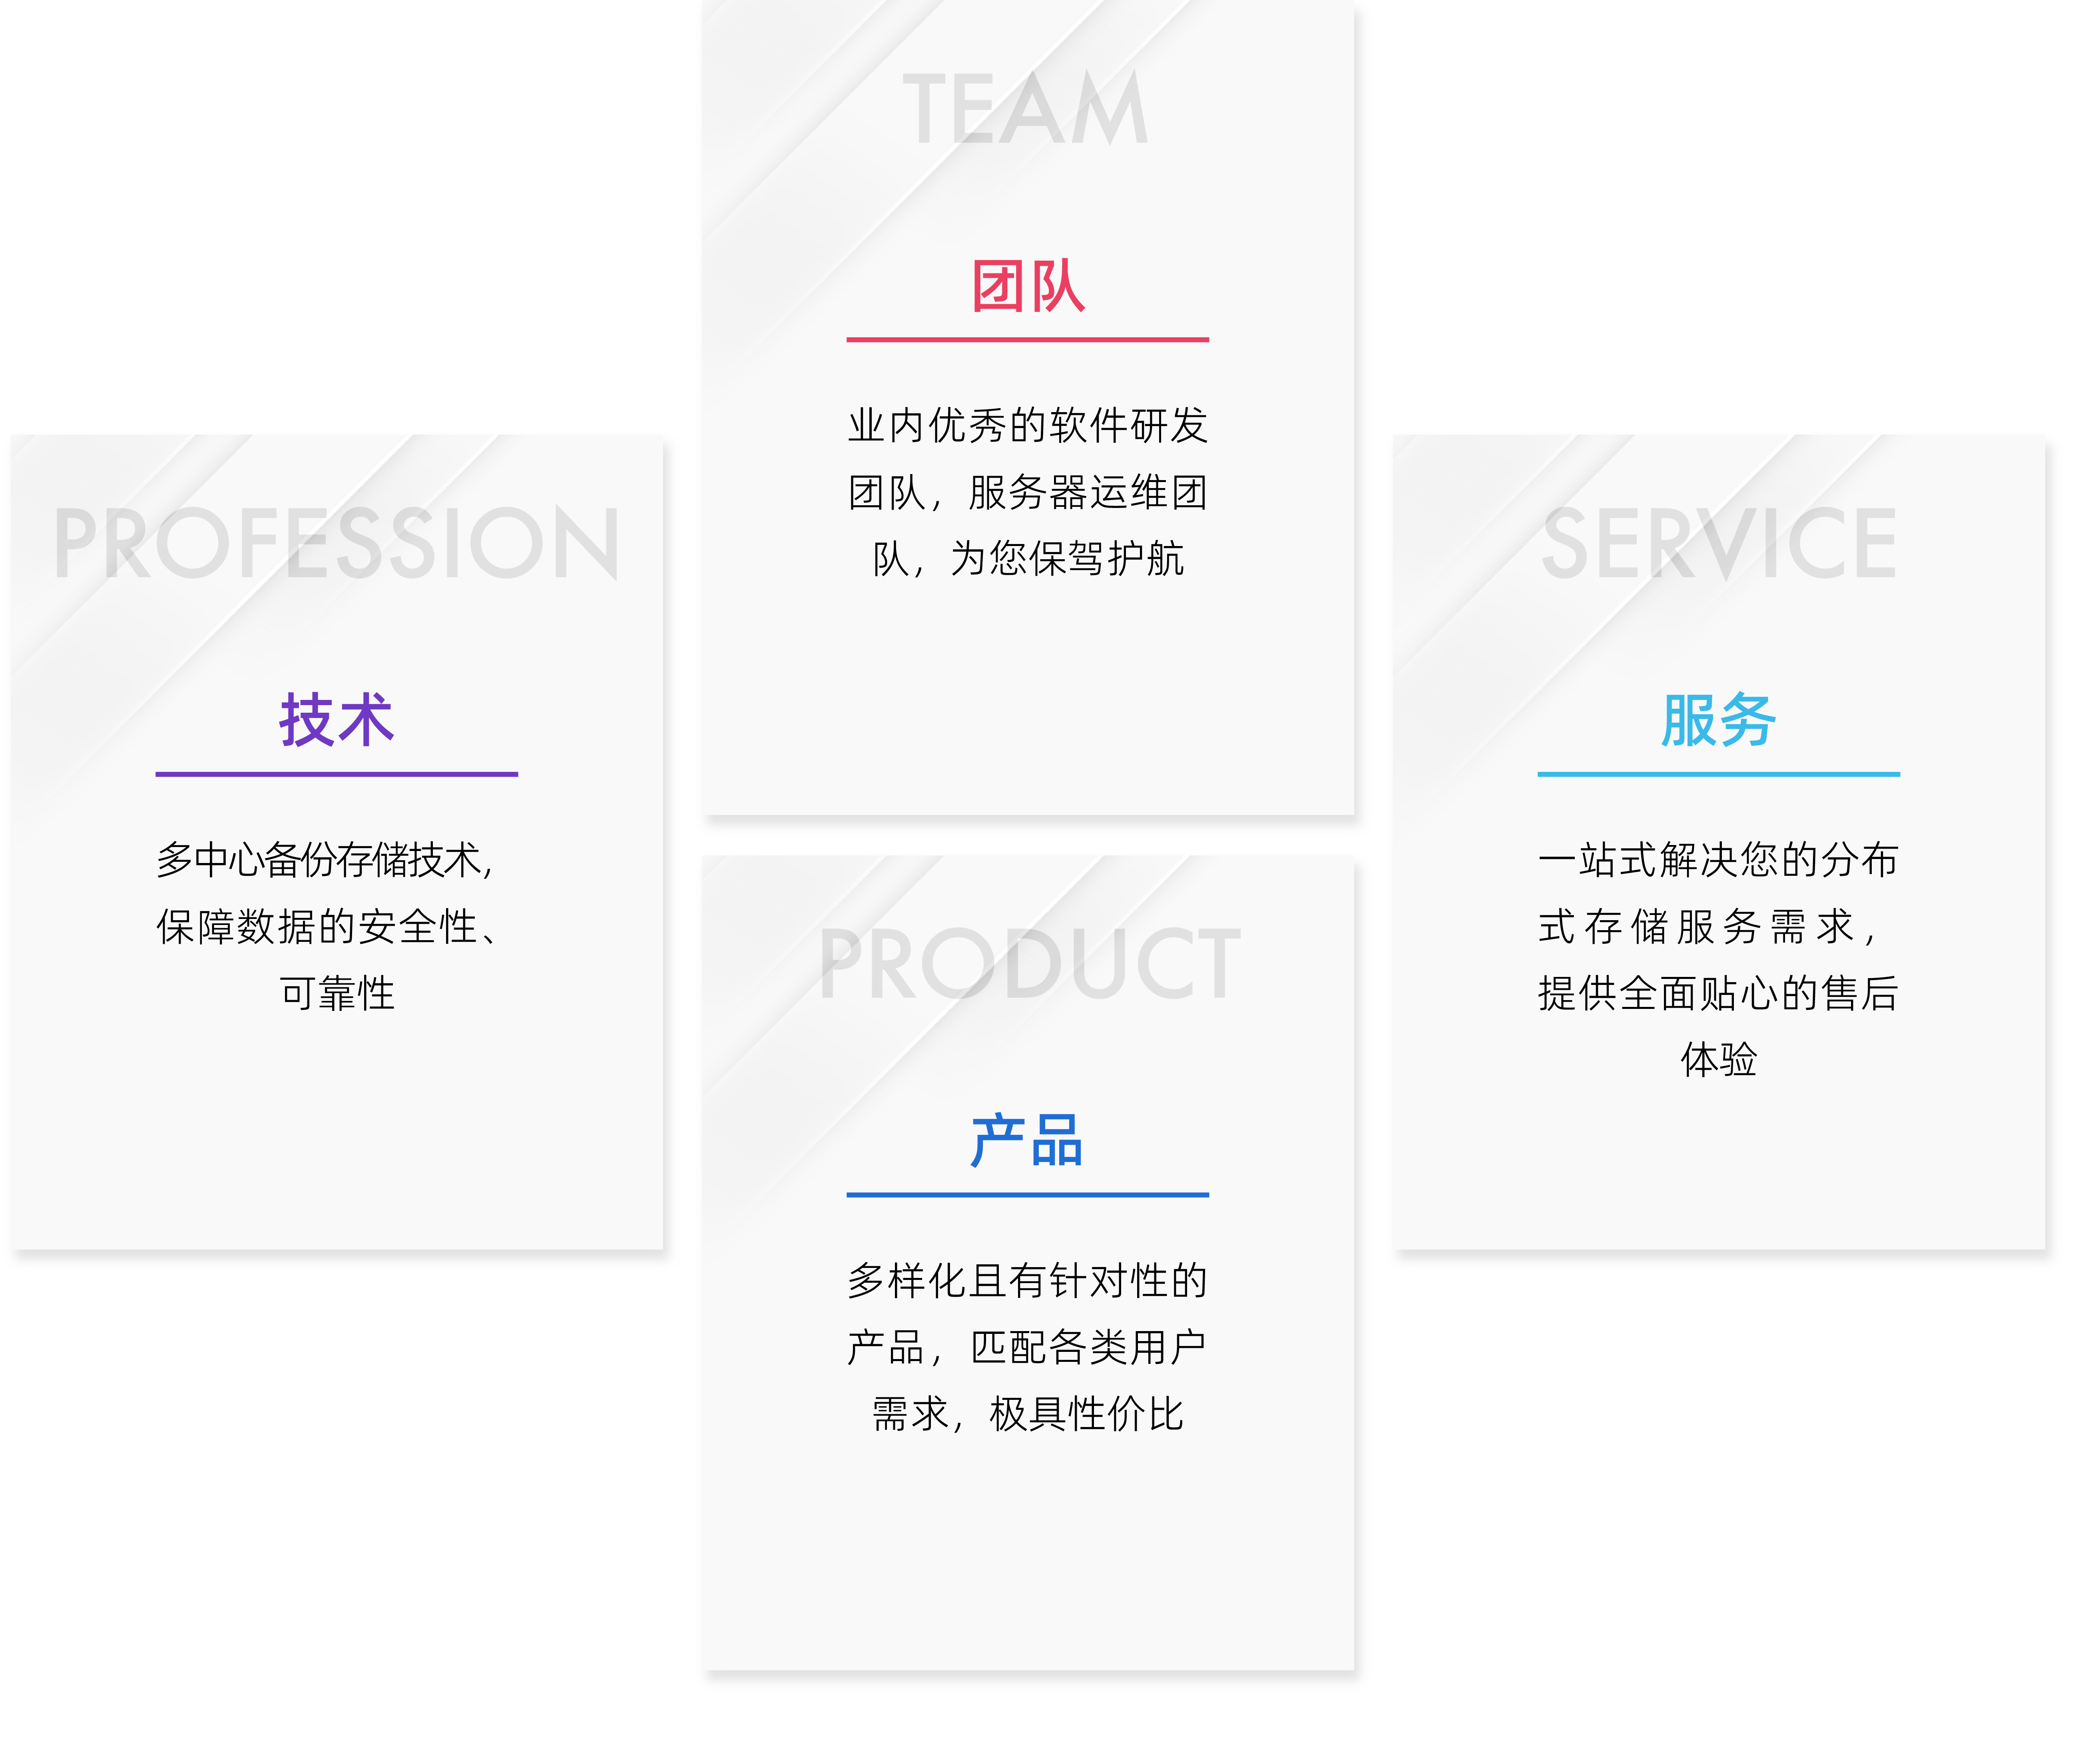 TEAM
团队
业内优秀的软件研发
团队，服务器运维团
队，为您保驾护航
PROFESSION
技术
多中心备份存储技术,
保障数据的安全性、
可靠性
SERVICE
服务
一站式解决您的分布
式存储服务需求，
提供全面贴心的售后
体验
PRODUCT
产品
多样化且有针对性的
产品，匹配各类用户
需求，极具性价比